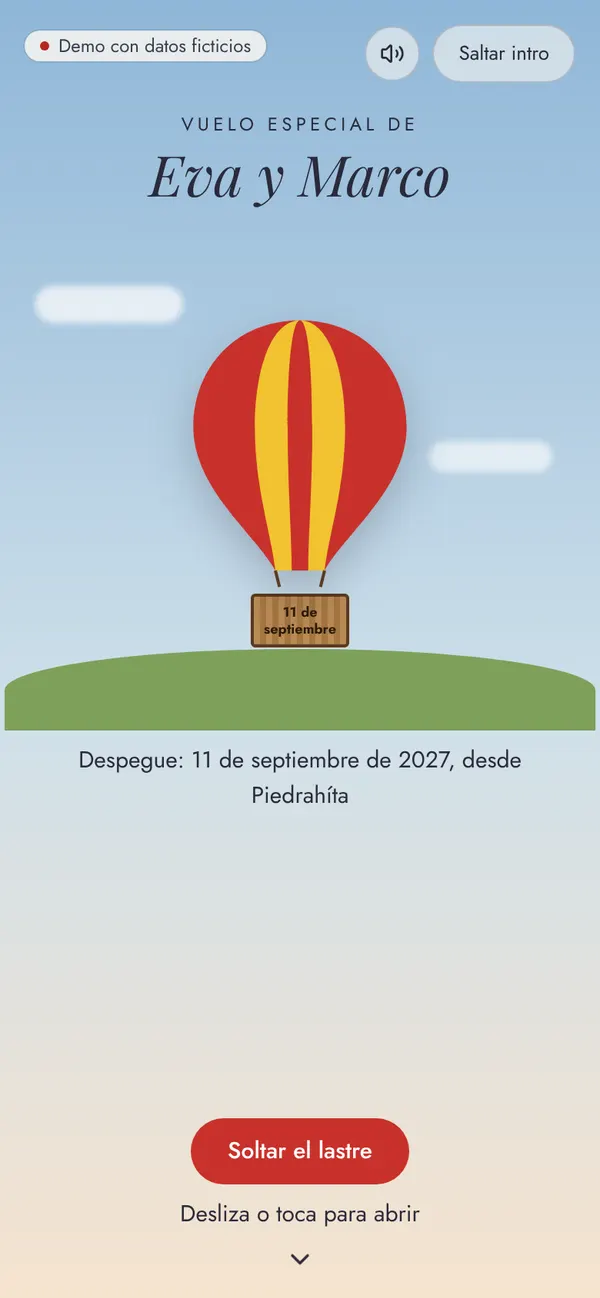 Demo con datos ficticios
Saltar intro
VUELO ESPECIAL DE
Eva y Marco
11 de
septiembre
Despegue: 11 de septiembre de 2027, desde
Piedrahíta
Soltar el lastre
Desliza o toca para abrir